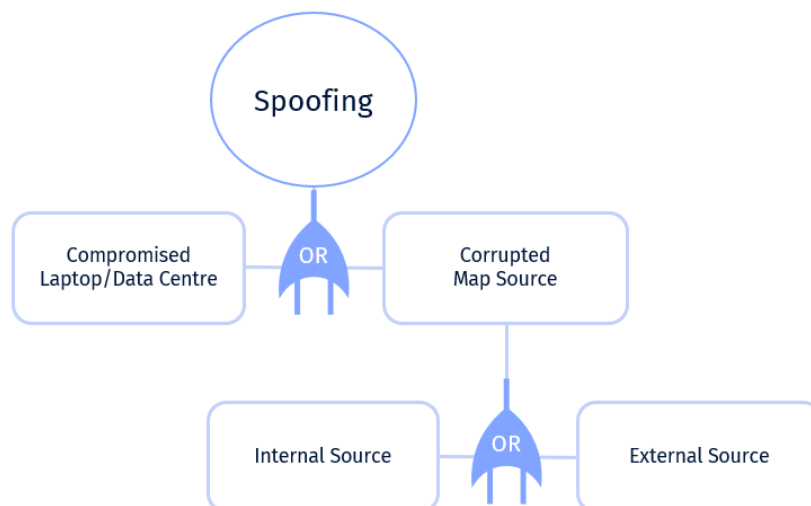 Spoofing
Compromised
Laptop/Data Centre
OR
Corrupted
Map Source
Internal Source
OR
External Source